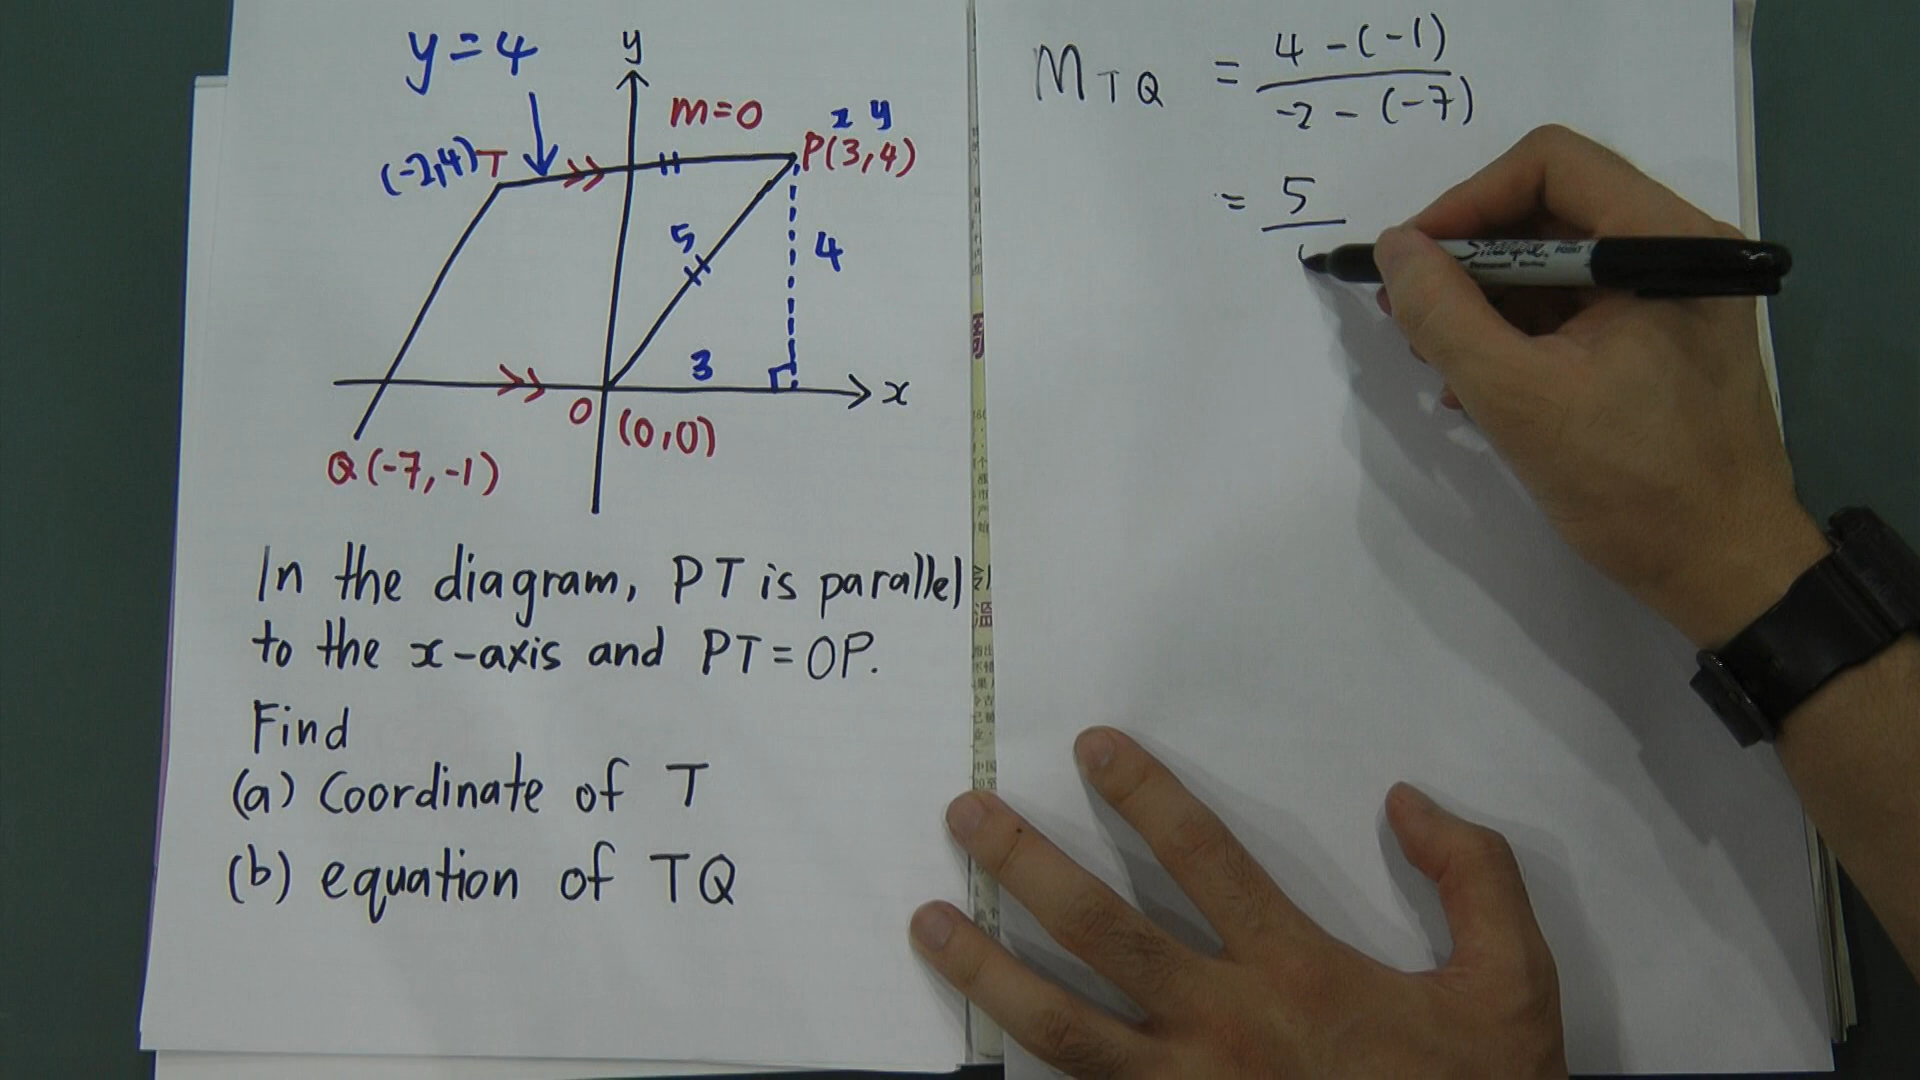 y=4
y
m=0
x y
(-2,4) T
P(3,4)
5
4
3
x
O
(0,0)
Q(-7,-1)
In the diagram, PT is parallel
to the x-axis and PT=OP.
Find
(a) Coordinate of T
(b) equation of TQ
M TQ = 4-(-1)
-2-(-7)
= 5
Sharpie